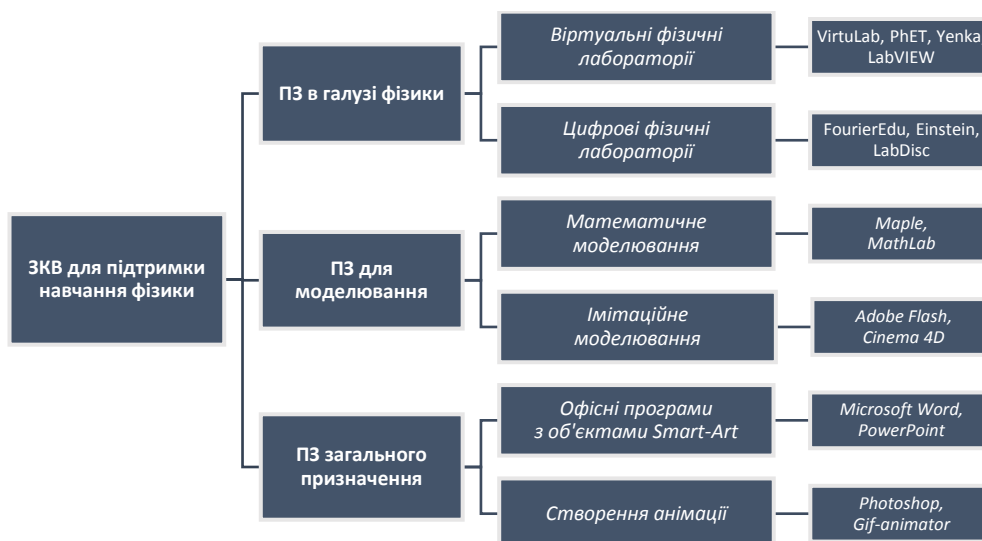 ЗКВ для підтримки
навчання фізики
ПЗ в галузі фізики
Віртуальні фізичні
лабораторії
VirtuLab, PhET, Yenka,
LabVIEW
Цифрові фізичні
лабораторії
FourierEdu, Einstein,
LabDisc
ПЗ для
моделювання
Математичне
моделювання
Maple,
MathLab
Імітаційне
моделювання
Adobe Flash,
Cinema 4D
ПЗ загального
призначення
Офісні програми
з об'єктами Smart-Art
Microsoft Word,
PowerPoint
Створення анімації
Photoshop,
Gif-animator